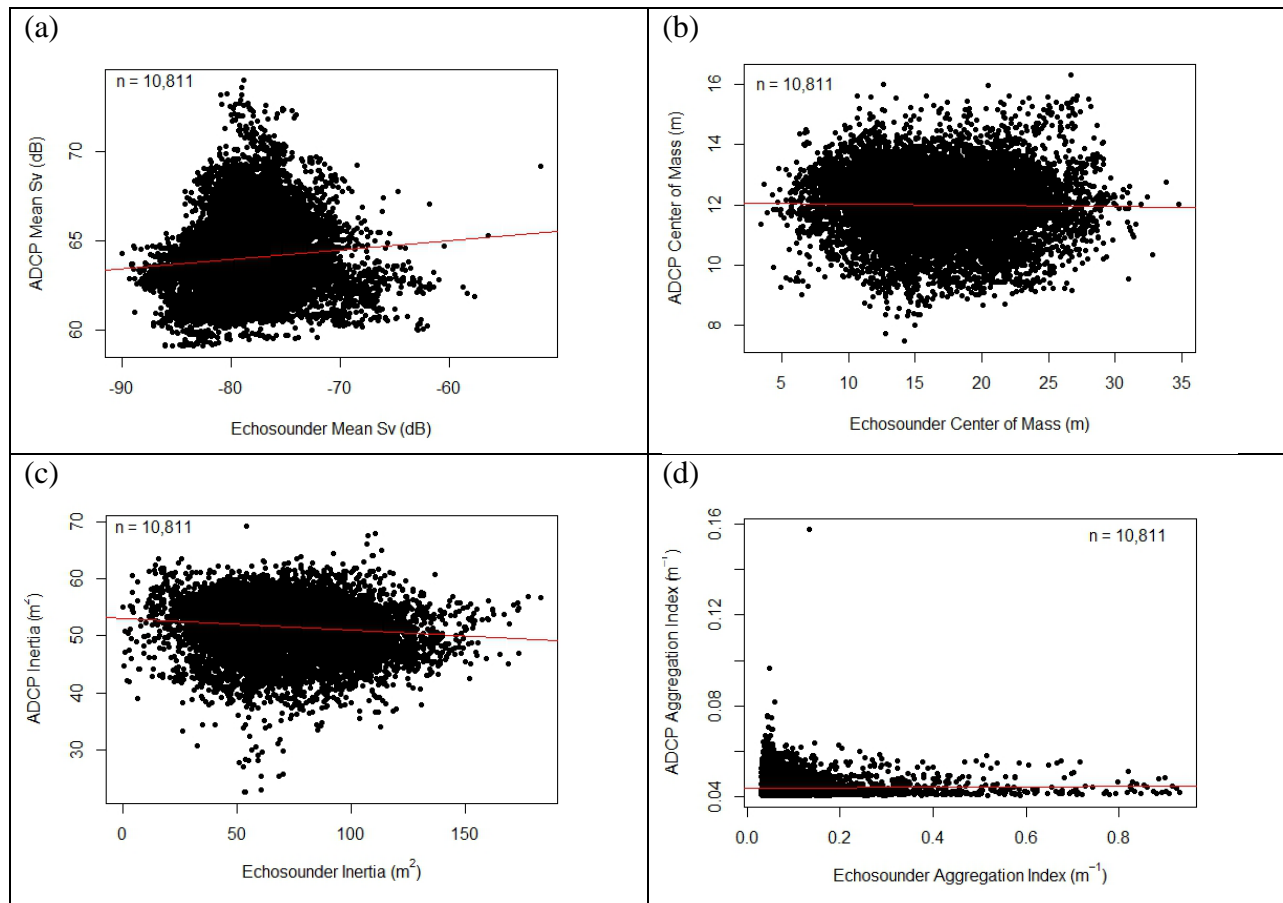 (a)
n = 10,811
70
65
60
ADCP Mean Sv (dB)
-90 -80 -70 -60
Echosounder Mean Sv (dB)
(b)
n = 10,811
16
14
12
10
8
ADCP Center of Mass (m)
5 10 15 20 25 30 35
Echosounder Center of Mass (m)
(c)
n = 10,811
70
60
50
40
30
ADCP Inertia (m²)
0 50 100 150
Echosounder Inertia (m²)
(d)
n = 10,811
0.16
0.12
0.08
0.04
ADCP Aggregation Index (m⁻¹)
0.0 0.2 0.4 0.6 0.8
Echosounder Aggregation Index (m⁻¹)